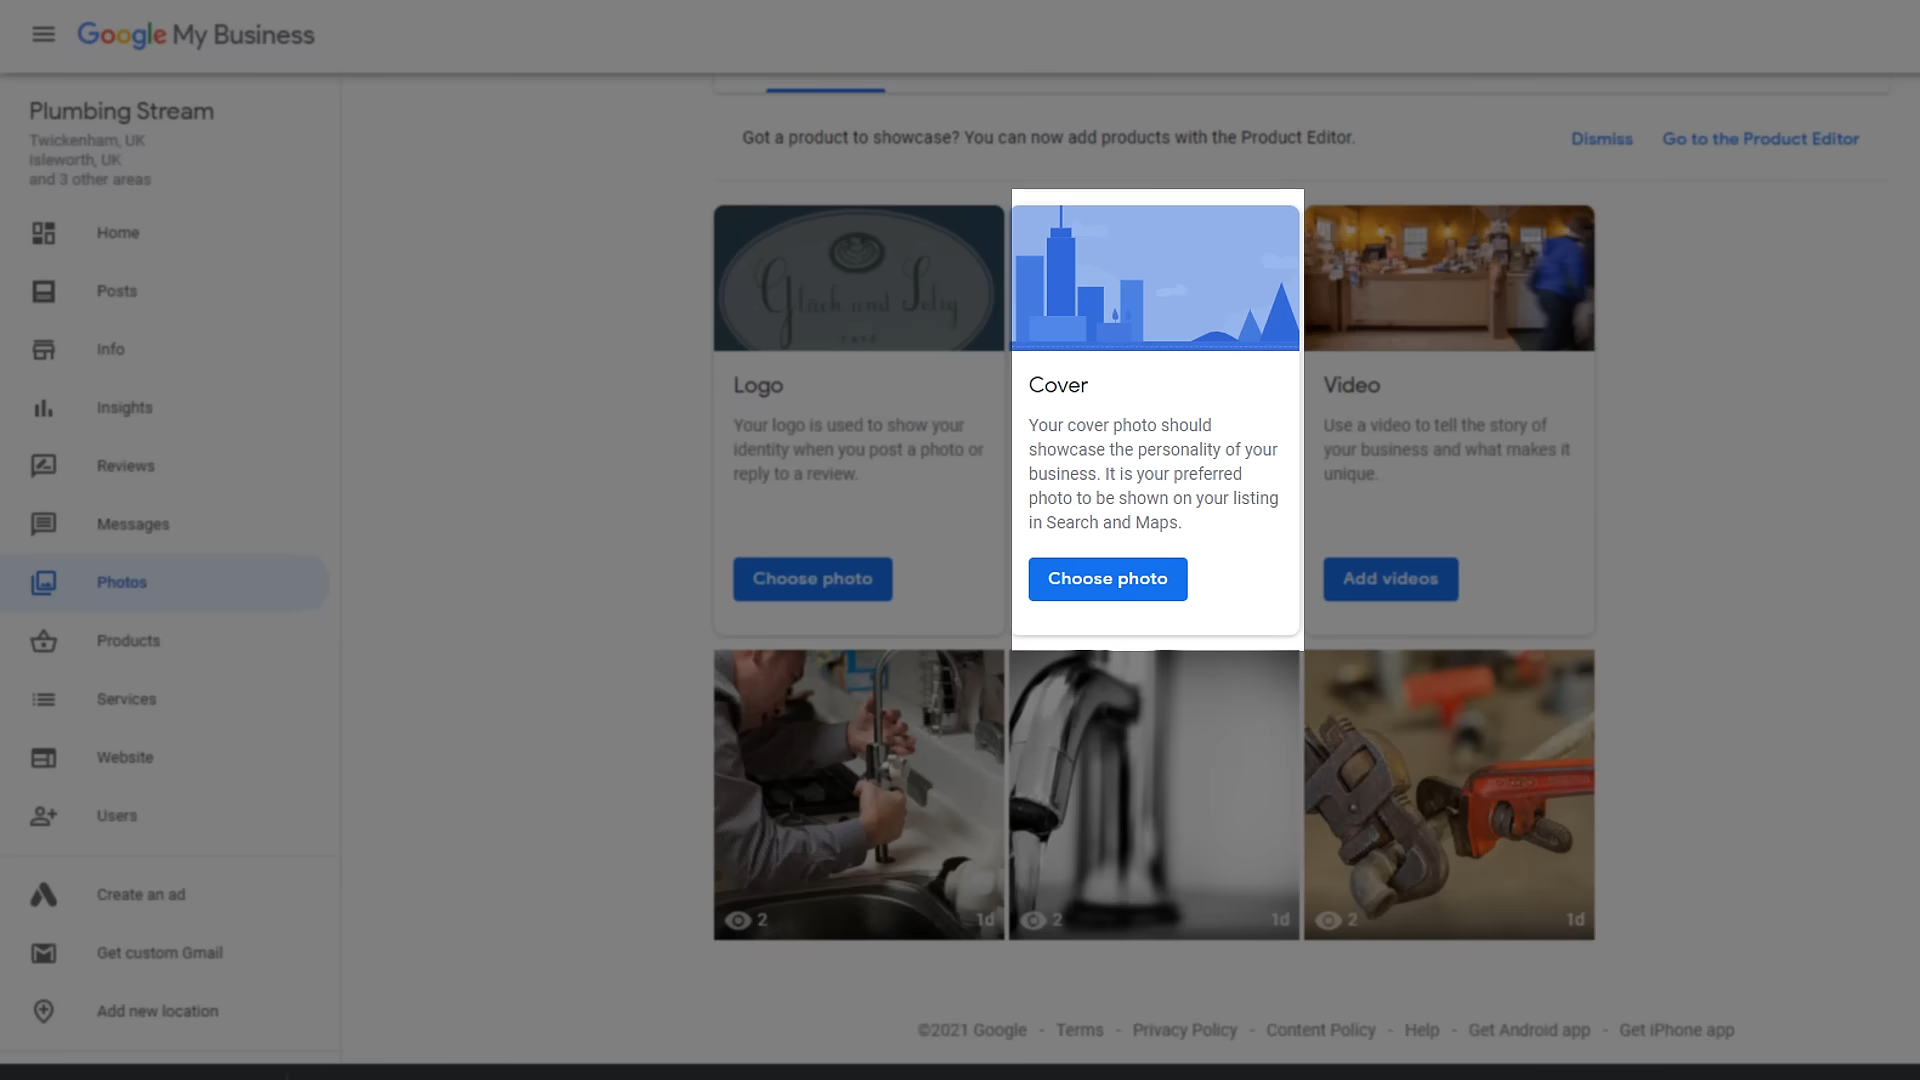 Google My Business
Plumbing Stream
Twickenham, UK
Isleworth, UK
and 3 other areas
Home
Posts
Info
Insights
Reviews
Messages
Photos
Products
Services
Website
Users
Create an ad
Get custom Gmail
Add new location
Got a product to showcase? You can now add products with the Product Editor.
Dismiss
Go to the Product Editor
Glück und Selig
Logo
Your logo is used to show your
identity when you post a photo or
reply to a review.
Choose photo
Cover
Your cover photo should
showcase the personality of your
business. It is your preferred
photo to be shown on your listing
in Search and Maps.
Choose photo
Video
Use a video to tell the story of
your business and what makes it
unique.
Add videos
2
1d
2
1d
2
1d
©2021 Google - Terms - Privacy Policy - Content Policy - Help - Get Android app - Get iPhone app